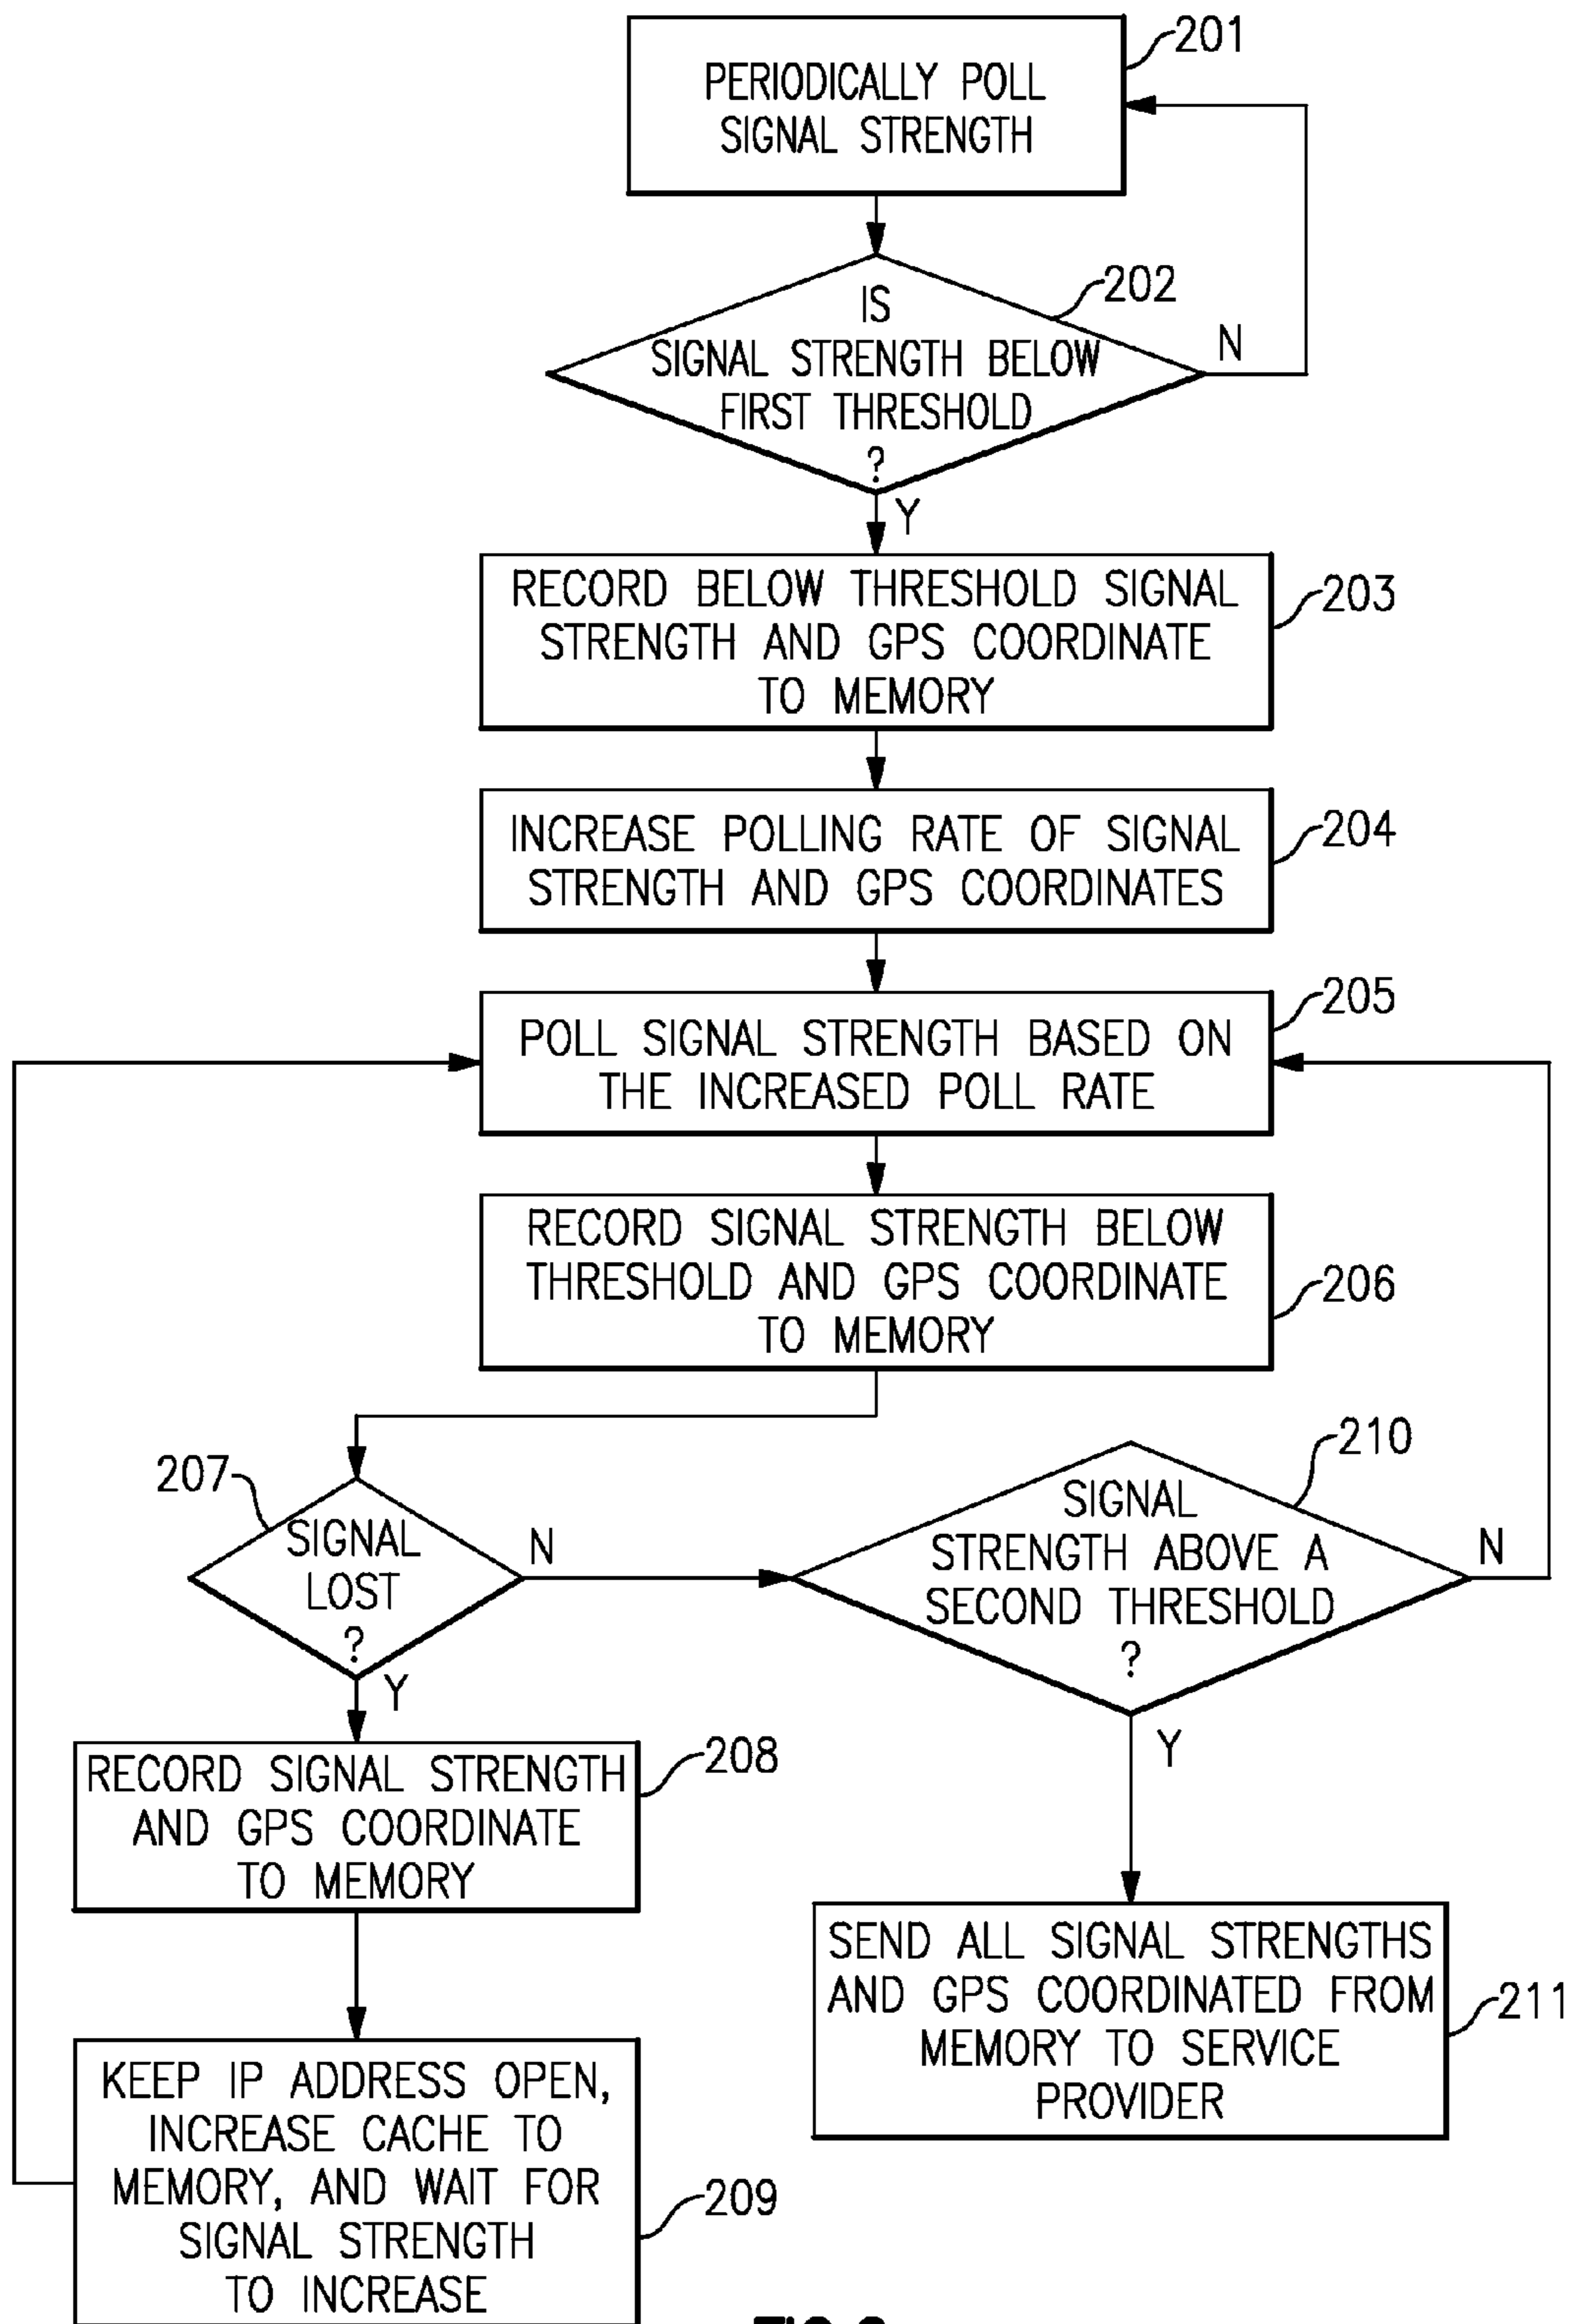 PERIODICALLY POLL
SIGNAL STRENGTH
201
IS
SIGNAL STRENGTH BELOW
FIRST THRESHOLD
?
202
N
Y
RECORD BELOW THRESHOLD SIGNAL
STRENGTH AND GPS COORDINATE
TO MEMORY
203
INCREASE POLLING RATE OF SIGNAL
STRENGTH AND GPS COORDINATES
204
POLL SIGNAL STRENGTH BASED ON
THE INCREASED POLL RATE
205
RECORD SIGNAL STRENGTH BELOW
THRESHOLD AND GPS COORDINATE
TO MEMORY
206
207
SIGNAL
LOST
?
N
Y
210
SIGNAL
STRENGTH ABOVE A
SECOND THRESHOLD
?
N
Y
RECORD SIGNAL STRENGTH
AND GPS COORDINATE
TO MEMORY
208
SEND ALL SIGNAL STRENGTHS
AND GPS COORDINATED FROM
MEMORY TO SERVICE
PROVIDER
211
KEEP IP ADDRESS OPEN,
INCREASE CACHE TO
MEMORY, AND WAIT FOR
SIGNAL STRENGTH
TO INCREASE
209